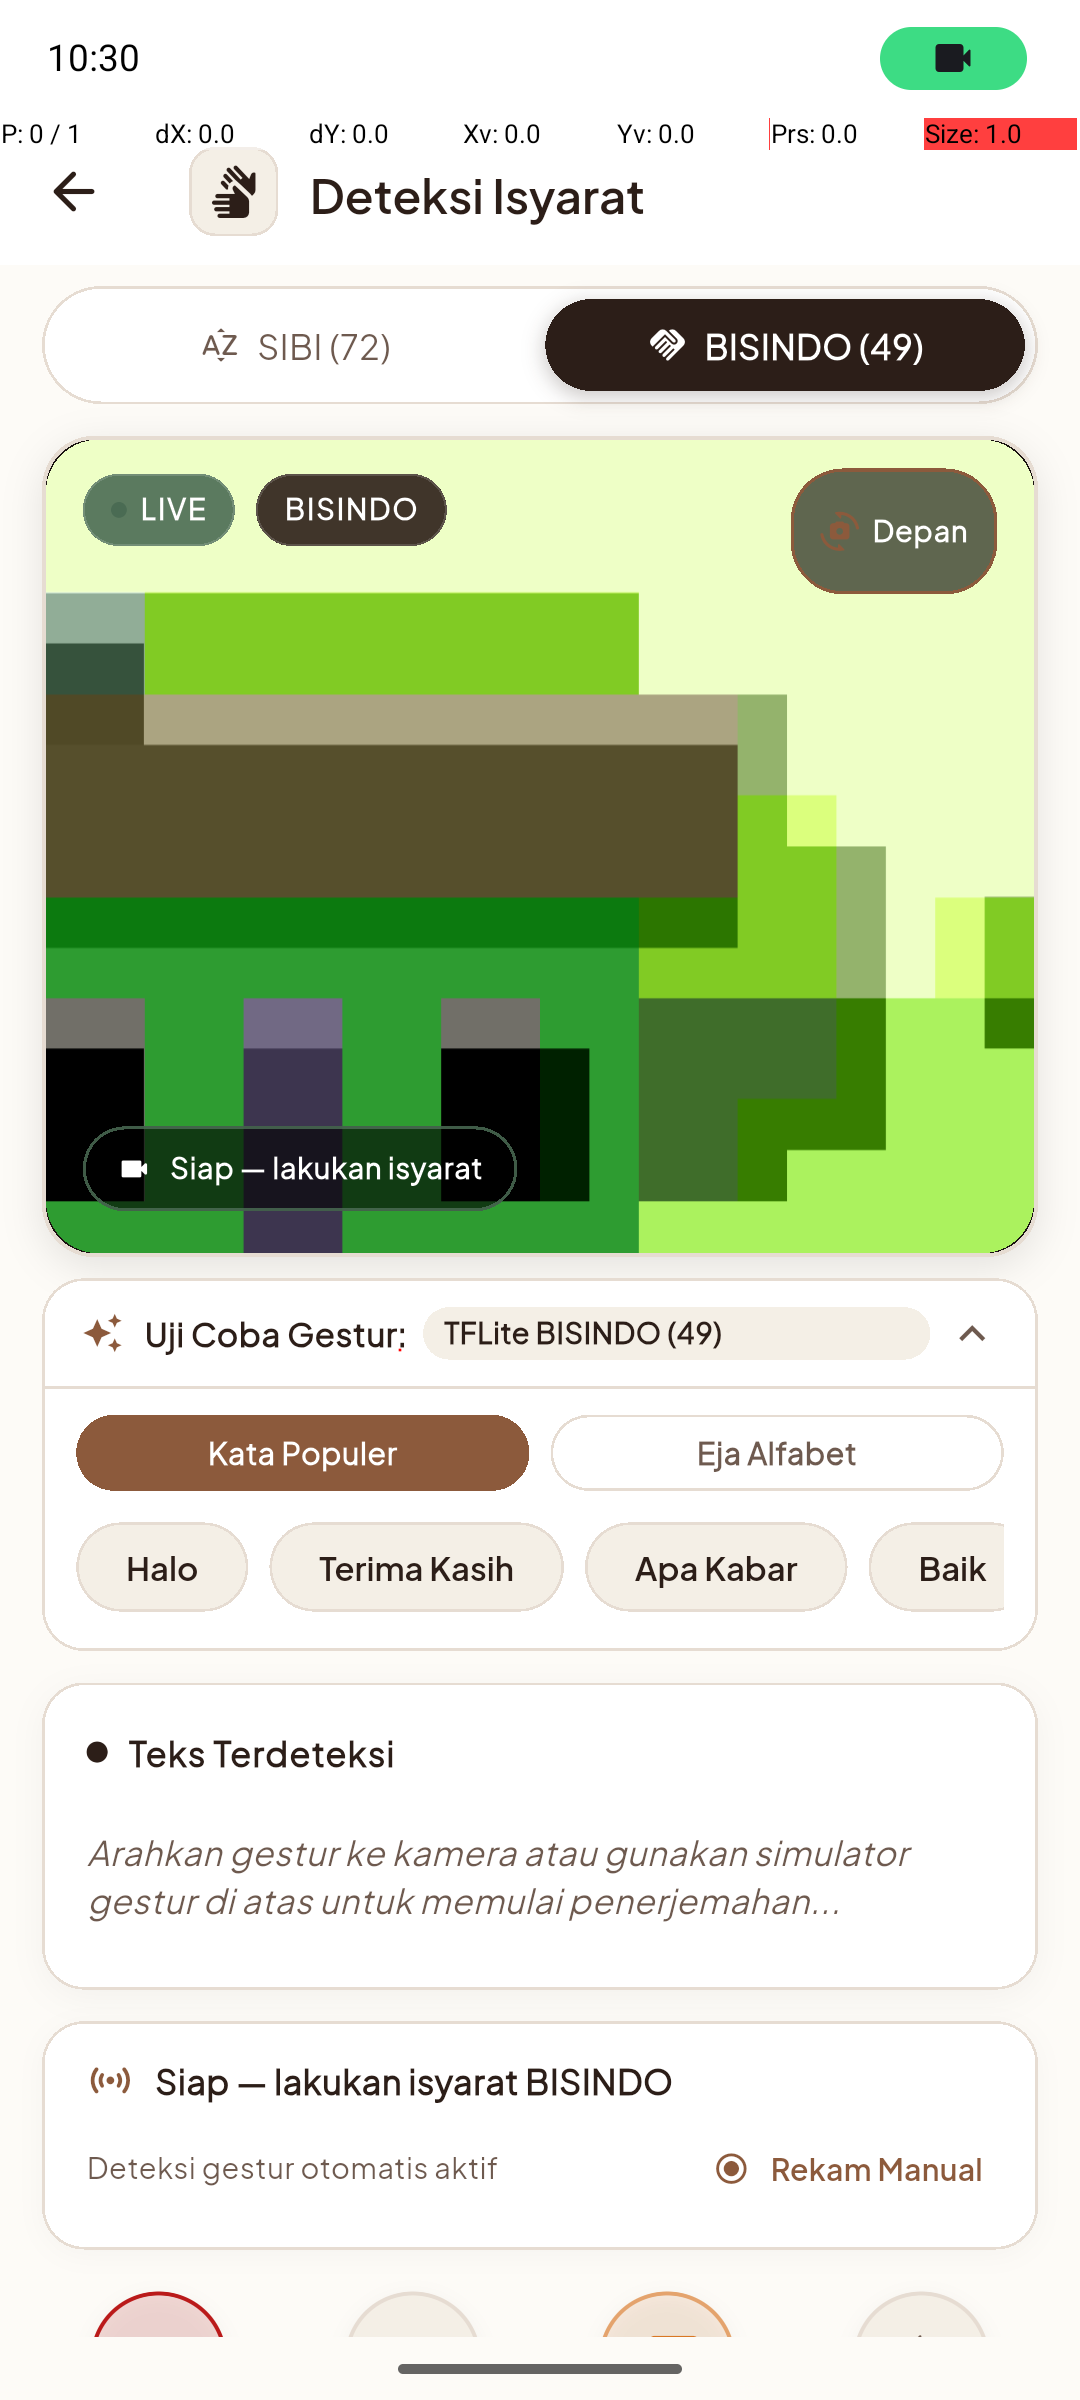 10:30
P: 0 / 1 dX: 0.0 dY: 0.0 Xv: 0.0 Yv: 0.0 Prs: 0.0 Size: 1.0
Deteksi Isyarat
AZ SIBI (72) BISINDO (49)
LIVE BISINDO Depan
Siap — lakukan isyarat
Uji Coba Gestur: TFLite BISINDO (49)
Kata Populer Eja Alfabet
Halo Terima Kasih Apa Kabar Baik
Teks Terdeteksi
Arahkan gestur ke kamera atau gunakan simulator
gestur di atas untuk memulai penerjemahan...
Siap — lakukan isyarat BISINDO
Deteksi gestur otomatis aktif Rekam Manual